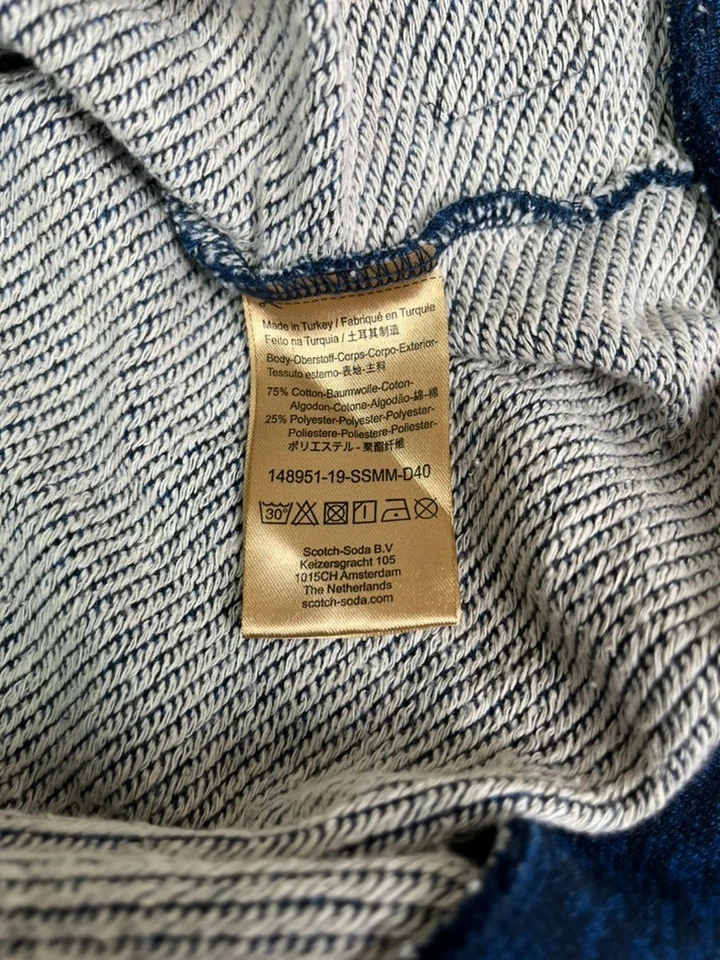 Made in Turkey / Fabriqué en Turquie
Feito na Turquia / 土耳其制造
Body-Oberstoff-Corps-Corpo-Exterior-
Tessuto esterno-表地-主料
75% Cotton-Baumwolle-Coton-
Algodon-Cotone-Algodão-綿-棉
25% Polyester-Polyester-Polyester-
Poliestere-Poliestere-Poliester-
ポリエステル - 聚酯纤维
148951-19-SSMM-D40
30°
Scotch-Soda B.V
Keizersgracht 105
1015CH Amsterdam
The Netherlands
scotch-soda.com